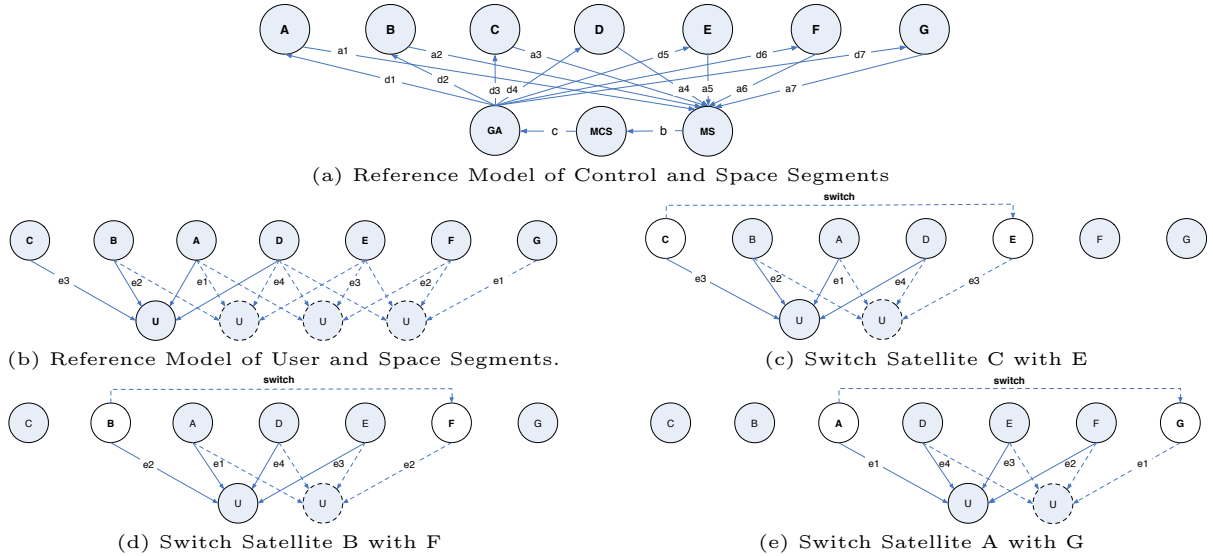 A B C D E F G
a1 a2 a3 d5 d6 d7
d1 d2 d3 d4 a4 a5 a6 a7
GA c MCS b MS
(a) Reference Model of Control and Space Segments
C B A D E F G
e3 e2 e1 e4 e3 e2 e1
U U U U
(b) Reference Model of User and Space Segments.
switch
C B A D E F G
e3 e2 e1 e4 e3
U U
(c) Switch Satellite C with E
switch
C B A D E F G
e2 e1 e4 e3 e2
U U
(d) Switch Satellite B with F
switch
C B A D E F G
e1 e4 e3 e2 e1
U U
(e) Switch Satellite A with G